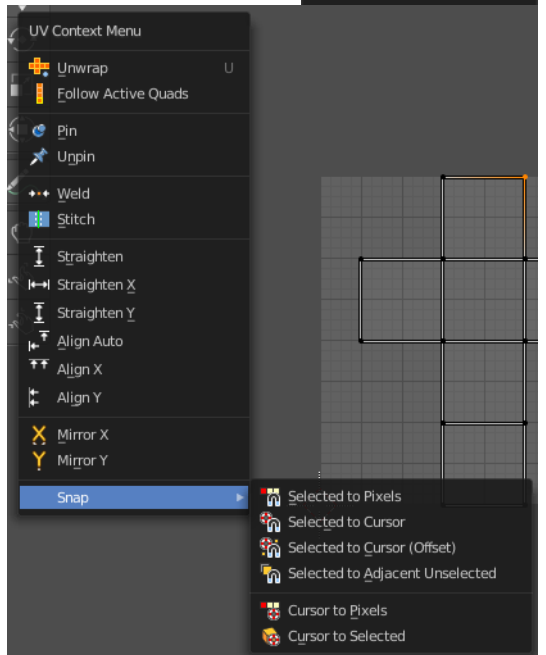 UV Context Menu
Unwrap U
Follow Active Quads
Pin
Unpin
Weld
Stitch
Straighten
Straighten X
Straighten Y
Align Auto
Align X
Align Y
Mirror X
Mirror Y
Snap
Selected to Pixels
Selected to Cursor
Selected to Cursor (Offset)
Selected to Adjacent Unselected
Cursor to Pixels
Cursor to Selected